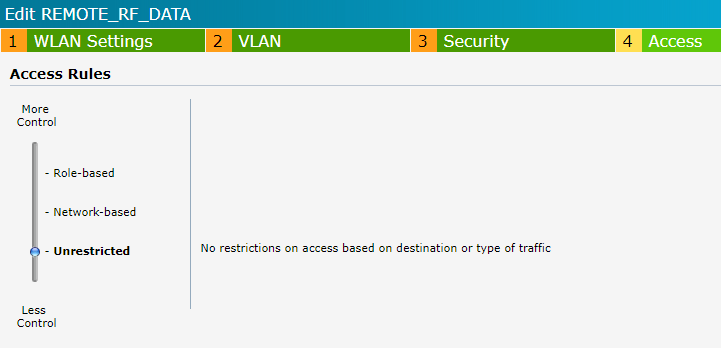 Edit REMOTE_RF_DATA
1 WLAN Settings 2 VLAN 3 Security 4 Access
Access Rules
More
Control
- Role-based
- Network-based
- Unrestricted
No restrictions on access based on destination or type of traffic
Less
Control